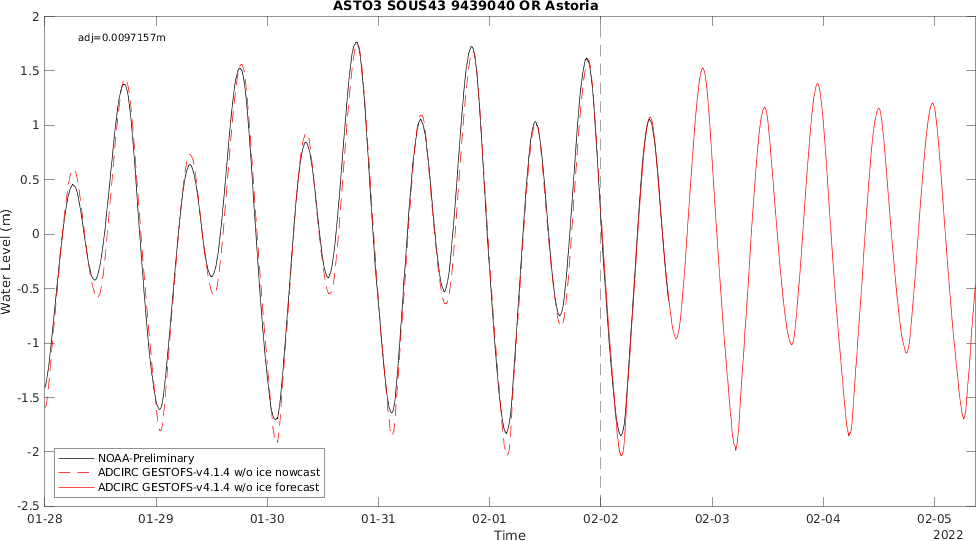 ASTO3 SOUS43 9439040 OR Astoria
adj=0.0097157m
Water Level (m)
2
1.5
1
0.5
0
-0.5
-1
-1.5
-2
-2.5
NOAA-Preliminary
ADCIRC GESTOFS-v4.1.4 w/o ice nowcast
ADCIRC GESTOFS-v4.1.4 w/o ice forecast
01-28 01-29 01-30 01-31 02-01 02-02 02-03 02-04 02-05
Time
2022